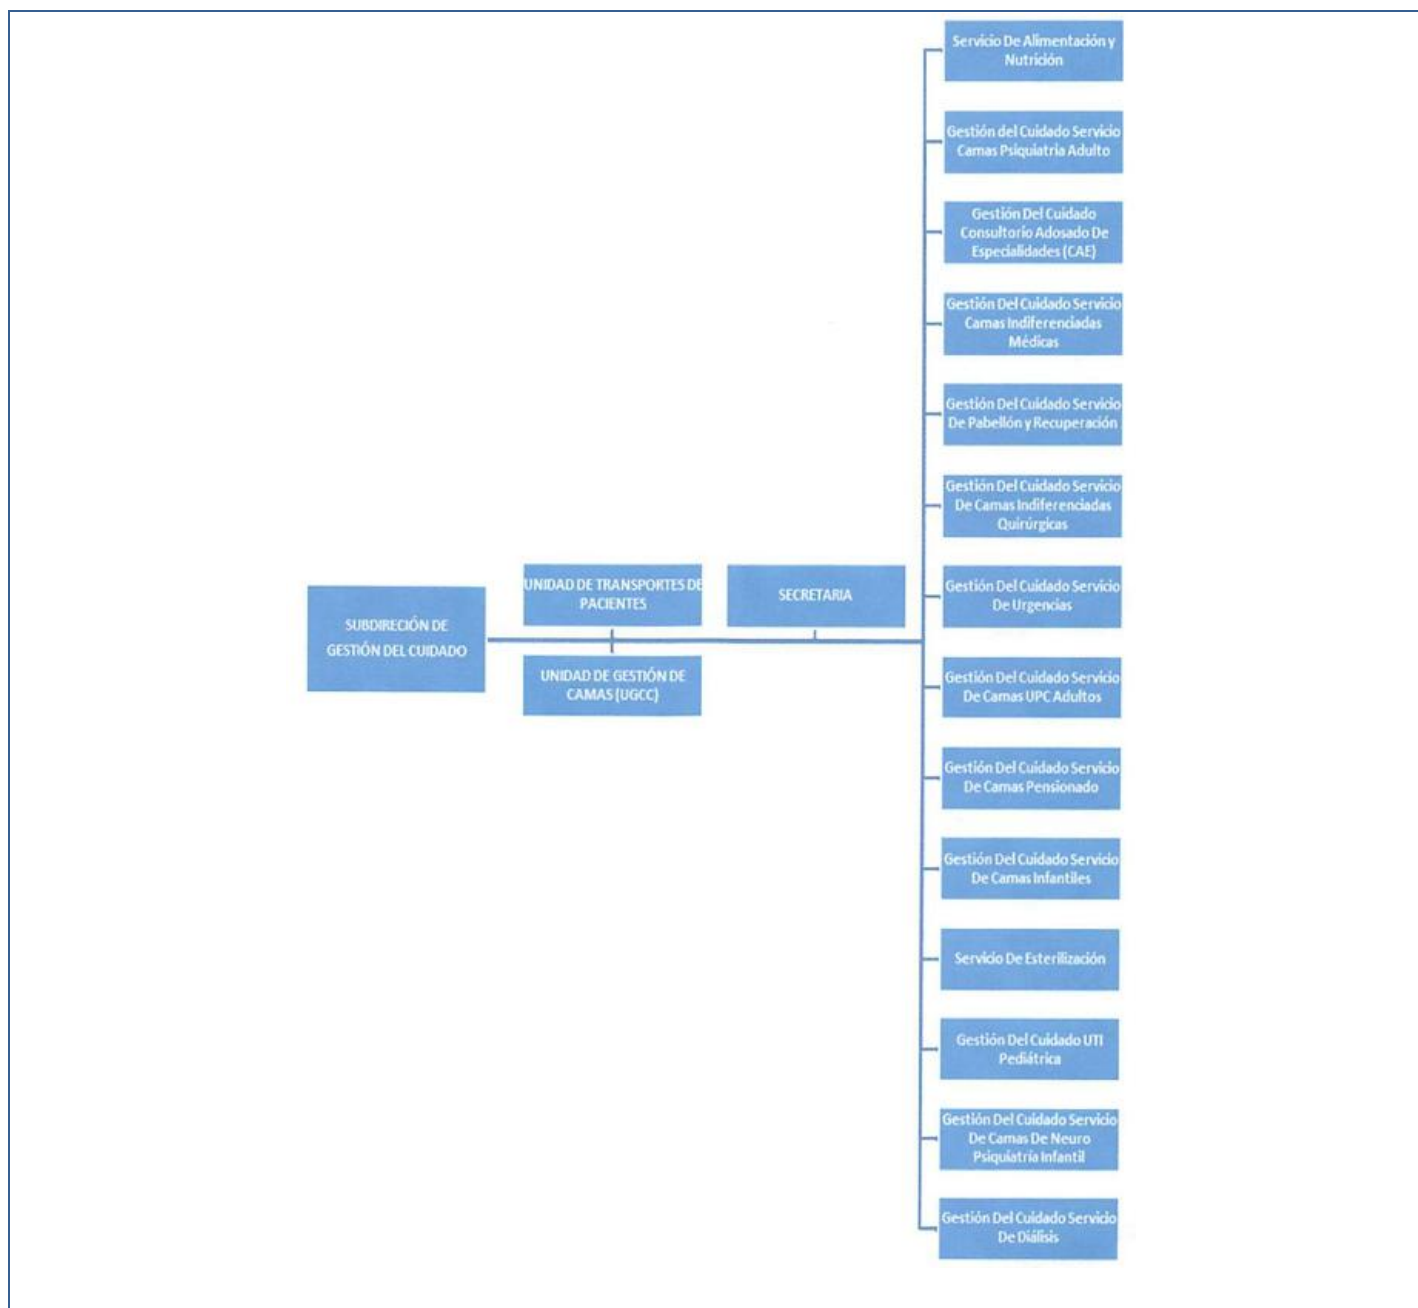 Servicio De Alimentación y
Nutrición
Gestión del Cuidado Servicio
Camas Psiquiatria Adulto
Gestión Del Cuidado
Consultorio Adosado De
Especialidades (CAE)
Gestión Del Cuidado Servicio
Camas Indiferenciadas
Médicas
Gestión Del Cuidado Servicio
De Pabellón y Recuperación
Gestión Del Cuidado Servicio
De Camas Indiferenciadas
Quirúrgicas
SUBDIRECIÓN DE
GESTIÓN DEL CUIDADO
UNIDAD DE TRANSPORTES DE
PACIENTES
UNIDAD DE GESTIÓN DE
CAMAS (UGCC)
SECRETARIA
Gestión Del Cuidado Servicio
De Urgencias
Gestión Del Cuidado Servicio
De Camas UPC Adultos
Gestión Del Cuidado Servicio
De Camas Pensionado
Gestión Del Cuidado Servicio
De Camas Infantiles
Servicio De Esterilización
Gestión Del Cuidado UTI
Pediátrica
Gestión Del Cuidado Servicio
De Camas De Neuro
Psiquiatría Infantil
Gestión Del Cuidado Servicio
De Diálisis